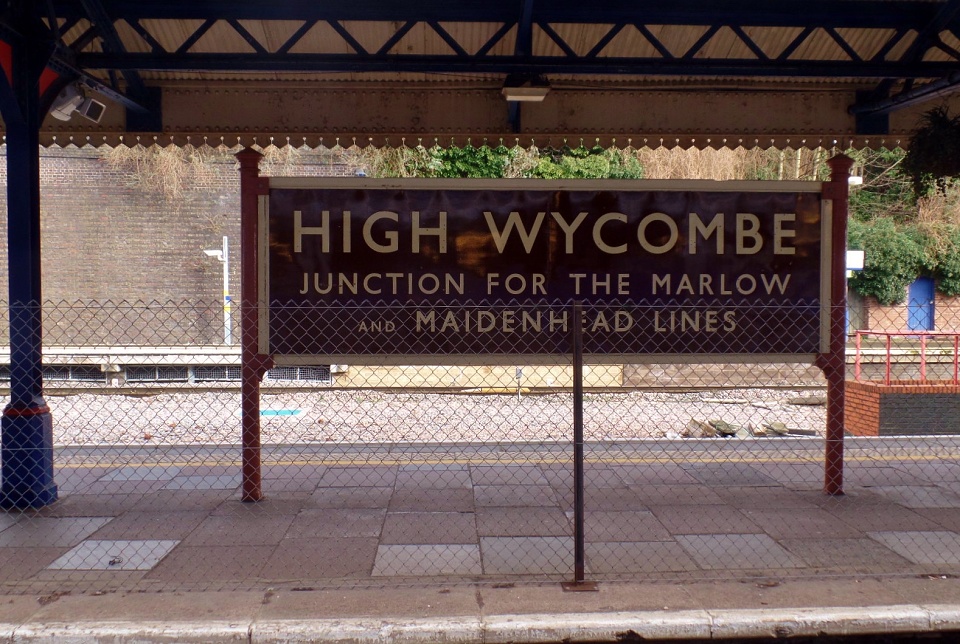 HIGH WYCOMBE
JUNCTION FOR THE MARLOW
AND MAIDENHEAD LINES